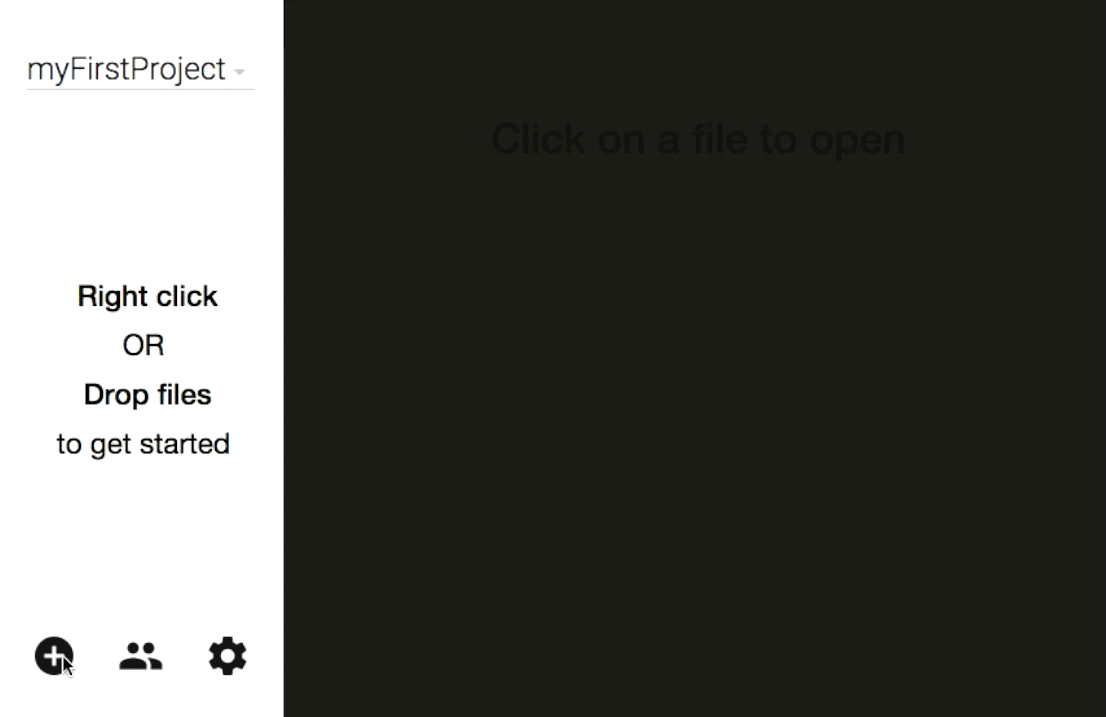 myFirstProject
Click on a file to open
Right click
OR
Drop files
to get started